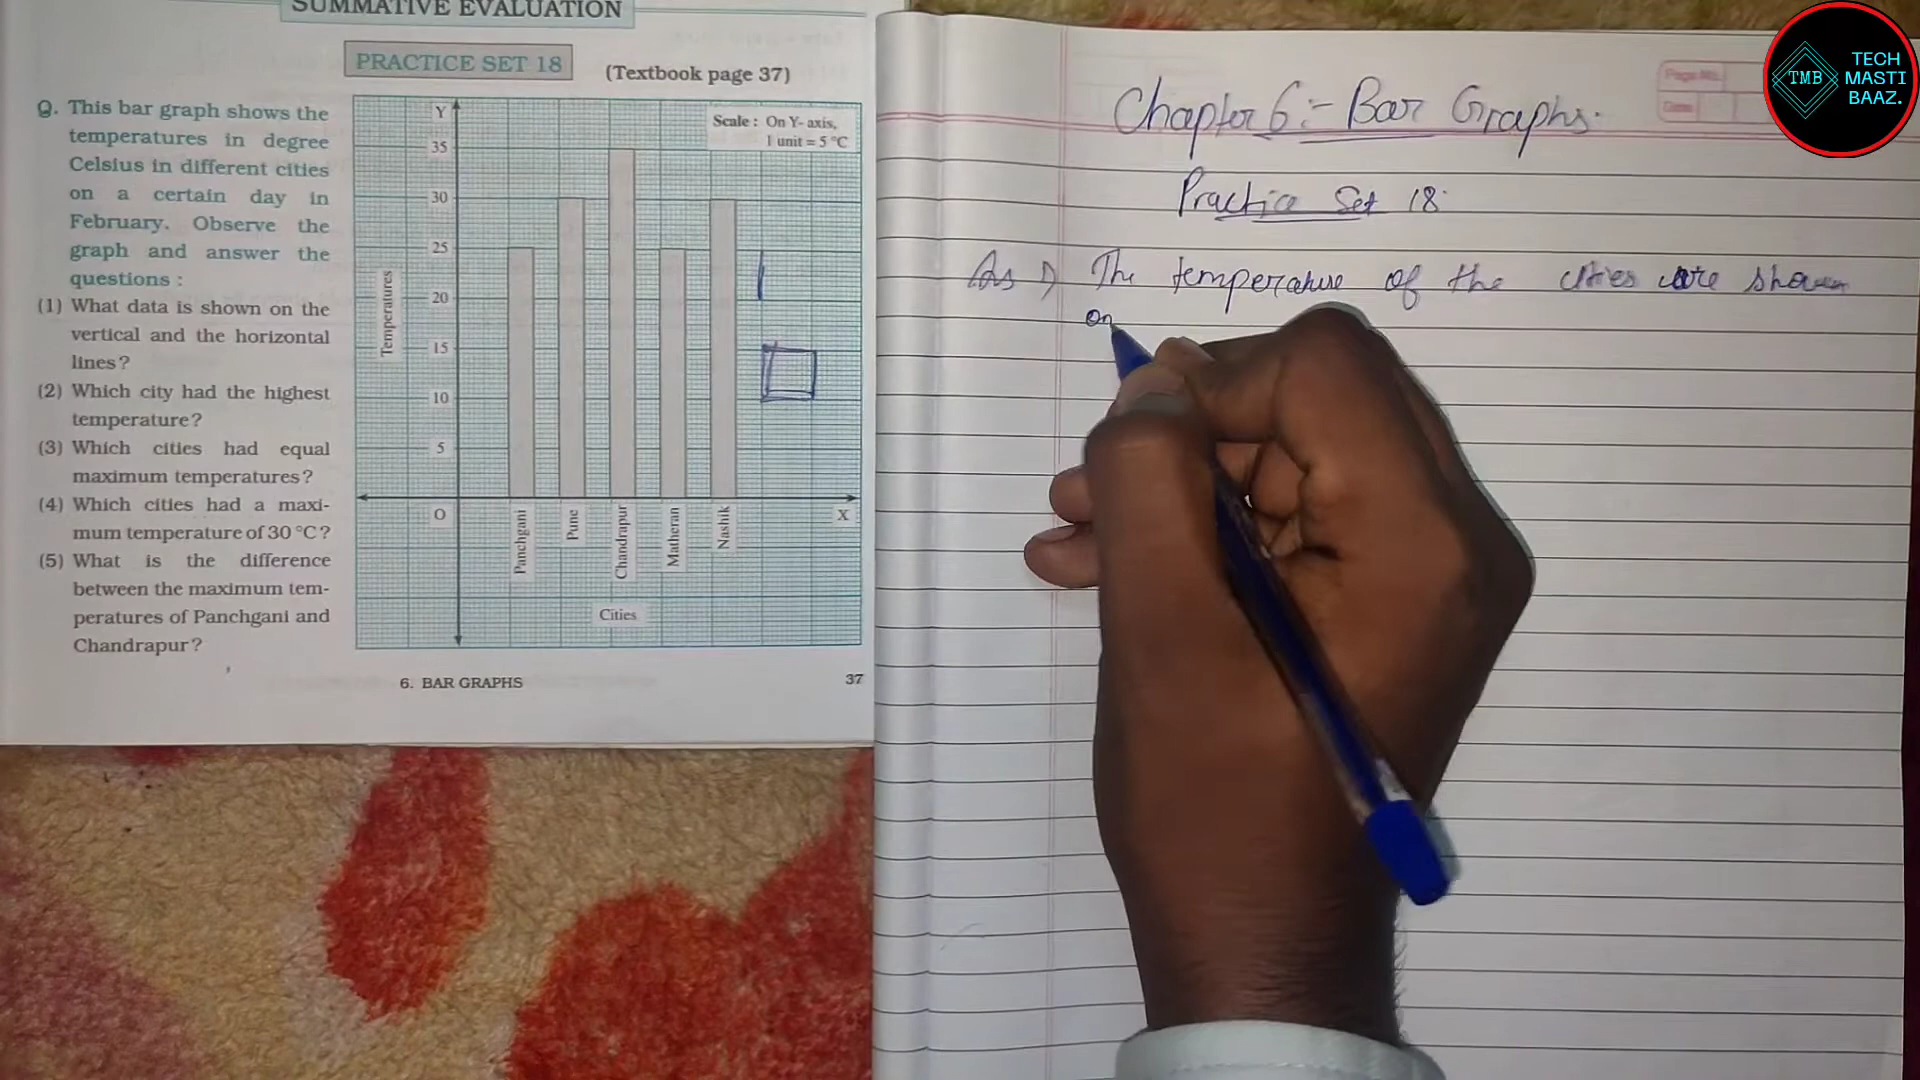 SUMMATIVE EVALUATION
PRACTICE SET 18
(Textbook page 37)
Q. This bar graph shows the
temperatures in degree
Celsius in different cities
on a certain day in
February. Observe the
graph and answer the
questions :
(1) What data is shown on the
vertical and the horizontal
lines?
(2) Which city had the highest
temperature?
(3) Which cities had equal
maximum temperatures?
(4) Which cities had a maxi-
mum temperature of 30 °C?
(5) What is the difference
between the maximum tem-
peratures of Panchgani and
Chandrapur?
Y
Scale : On Y- axis,
1 unit = 5 °C
35
30
25
20
15
10
5
O
X
Temperatures
Panchgani
Pune
Chandrapur
Matheran
Nashik
Cities
6. BAR GRAPHS
37
Chapter 6:- Bar Graphs.
Practice Set 18.
As 1) The temperature of the cities are shown
on
Page No.
Date
TECH
MASTI
BAAZ.
TMB